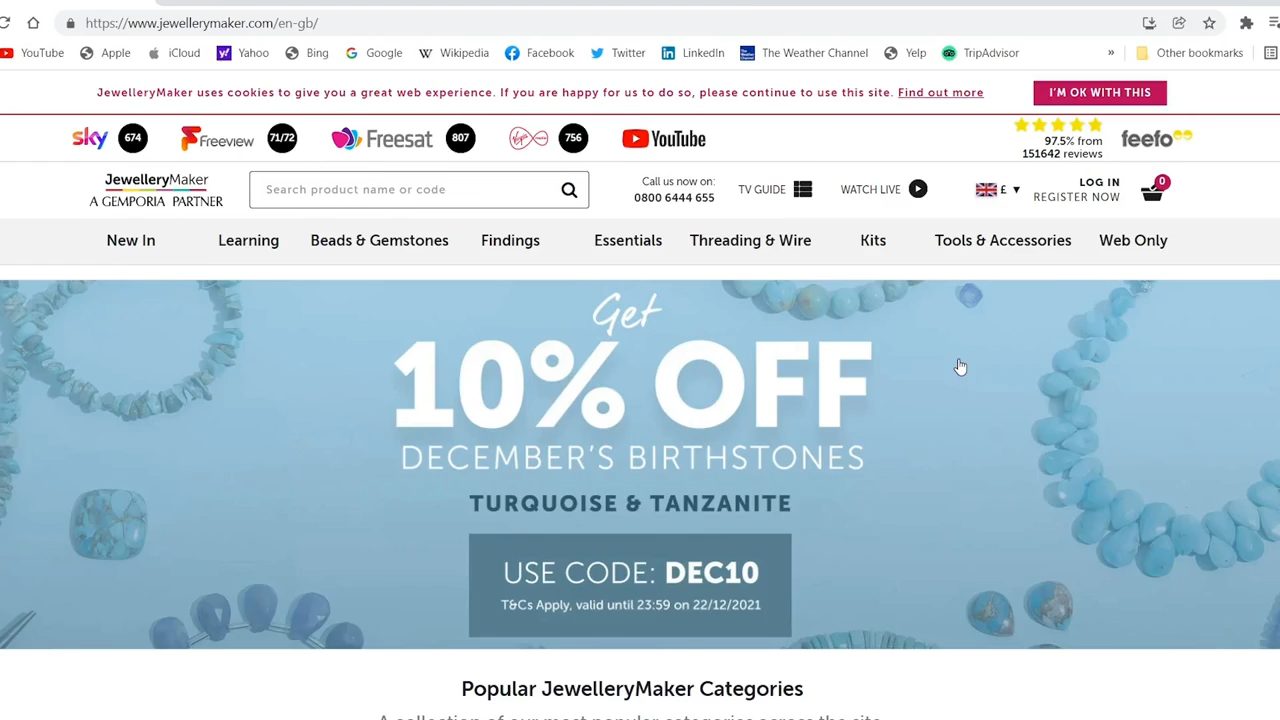 https://www.jewellerymaker.com/en-gb/
YouTube Apple iCloud Yahoo Bing Google Wikipedia Facebook Twitter LinkedIn The Weather Channel Yelp TripAdvisor » Other bookmarks
JewelleryMaker uses cookies to give you a great web experience. If you are happy for us to do so, please continue to use this site. Find out more I'M OK WITH THIS
sky 674 Freeview 71/72 Freesat 807 756 YouTube
97.5% from
151642 reviews
feefo
JewelleryMaker
A GEMPORIA PARTNER
Search product name or code
Call us now on:
0800 6444 655
TV GUIDE WATCH LIVE £ ▼
LOG IN
REGISTER NOW
0
New In Learning Beads & Gemstones Findings Essentials Threading & Wire Kits Tools & Accessories Web Only
Get
10% OFF
DECEMBER'S BIRTHSTONES
TURQUOISE & TANZANITE
USE CODE: DEC10
T&Cs Apply, valid until 23:59 on 22/12/2021
Popular JewelleryMaker Categories
A collection of our most popular categories across the site